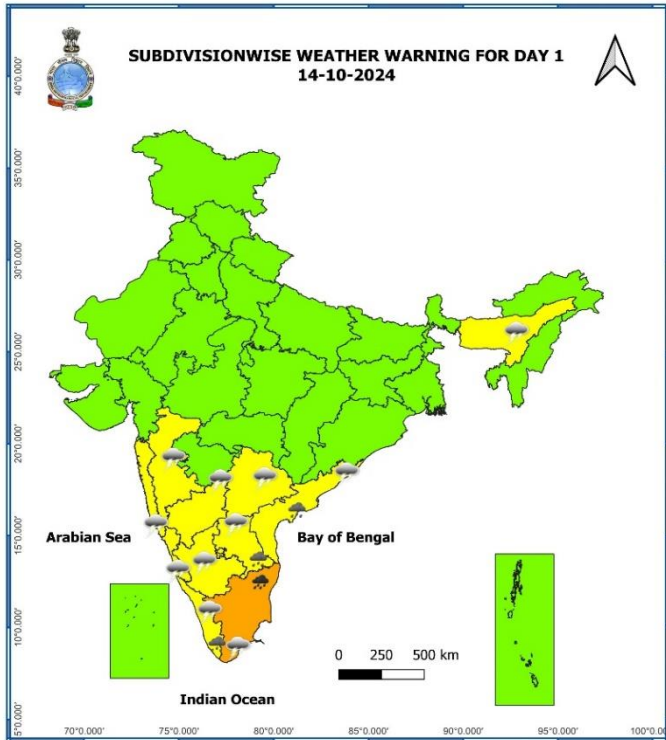 SUBDIVISIONWISE WEATHER WARNING FOR DAY 1
14-10-2024
40°0.000'
35°0.000'
30°0.000'
25°0.000'
20°0.000'
15°0.000'
10°0.000'
5°0.000'
Arabian Sea
Bay of Bengal
0 250 500 km
Indian Ocean
70°0.000' 75°0.000' 80°0.000' 85°0.000' 90°0.000' 95°0.000'